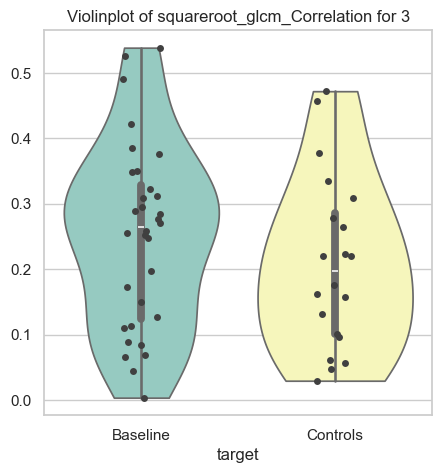 Violinplot of squareroot_glcm_Correlation for 3
0.5
0.4
0.3
0.2
0.1
0.0
Baseline
Controls
target